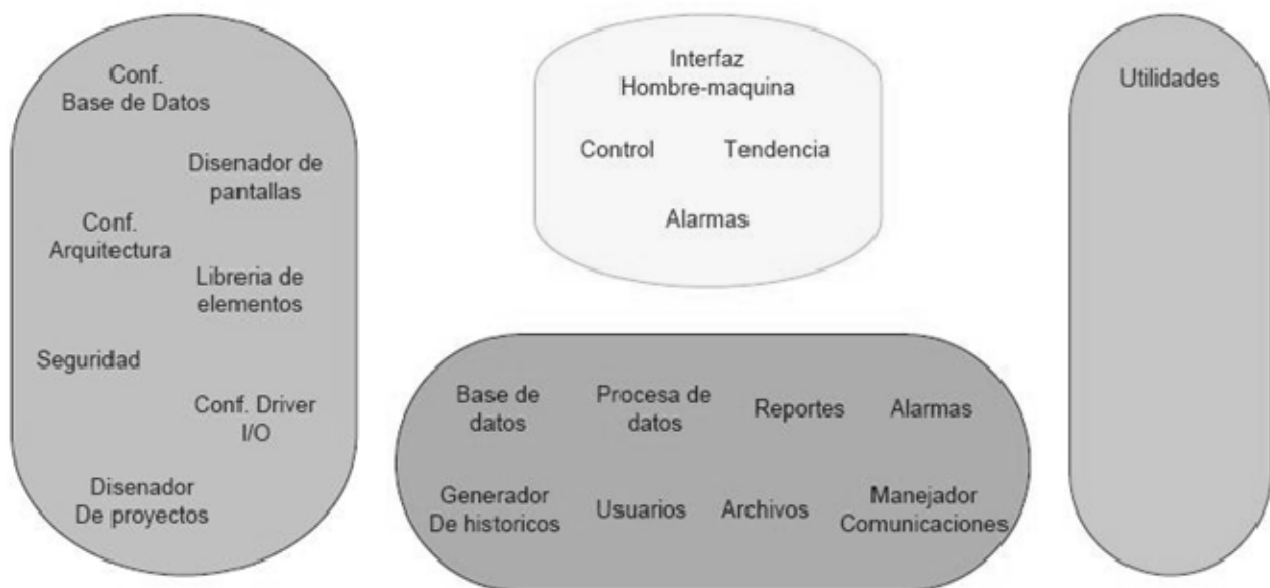 Conf.
Base de Datos
Disenador de
pantallas
Conf.
Arquitectura
Libreria de
elementos
Seguridad
Conf. Driver
I/O
Disenador
De proyectos
Interfaz
Hombre-maquina
Control
Tendencia
Alarmas
Base de
datos
Procesa de
datos
Reportes
Alarmas
Generador
De historicos
Usuarios
Archivos
Manejador
Comunicaciones
Utilidades